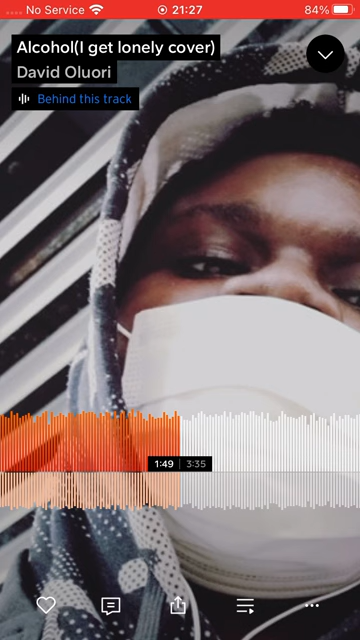 No Service 21:27 84%
Alcohol(I get lonely cover)
David Oluori
Behind this track
1:49 | 3:35